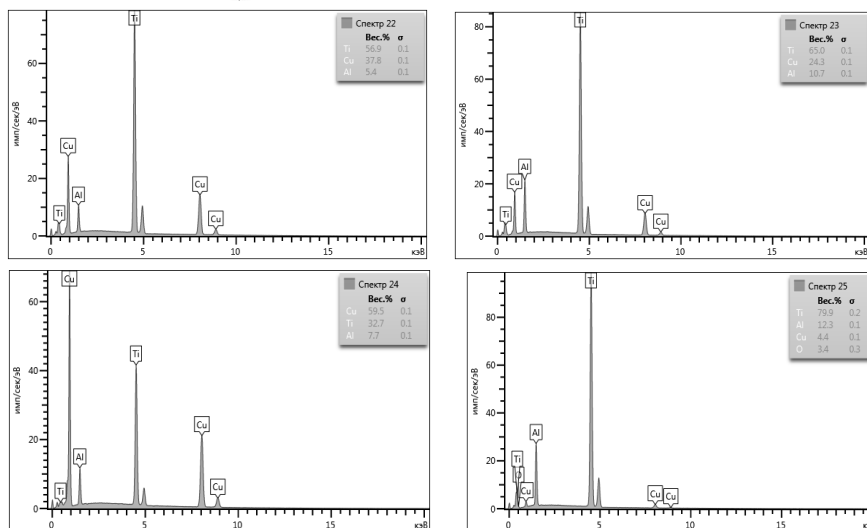 Спектр 22
Вес.% σ
Ti 56.9 0.1
Cu 37.8 0.1
Al 5.4 0.1
имп/сек/эВ
60
40
20
0
Ti
Cu
Al
Ti
Cu
Cu
0
5
10
15
кэВ
Спектр 23
Вес.% σ
Ti 65.0 0.1
Cu 24.3 0.1
Al 10.7 0.1
имп/сек/эВ
80
60
40
20
0
Ti
Al
Cu
Ti
Cu
Cu
0
5
10
15
кэВ
Спектр 24
Вес.% σ
Cu 59.5 0.1
Ti 32.7 0.1
Al 7.7 0.1
имп/сек/эВ
60
40
20
0
Cu
Ti
Al
Ti
Cu
Cu
0
5
10
15
кэВ
Спектр 25
Вес.% σ
Ti 79.9 0.2
Al 12.3 0.1
Cu 4.4 0.1
O 3.4 0.3
имп/сек/эВ
80
60
40
20
0
Ti
Al
Ti
O
Cu
Cu
Cu
0
5
10
15
кэВ